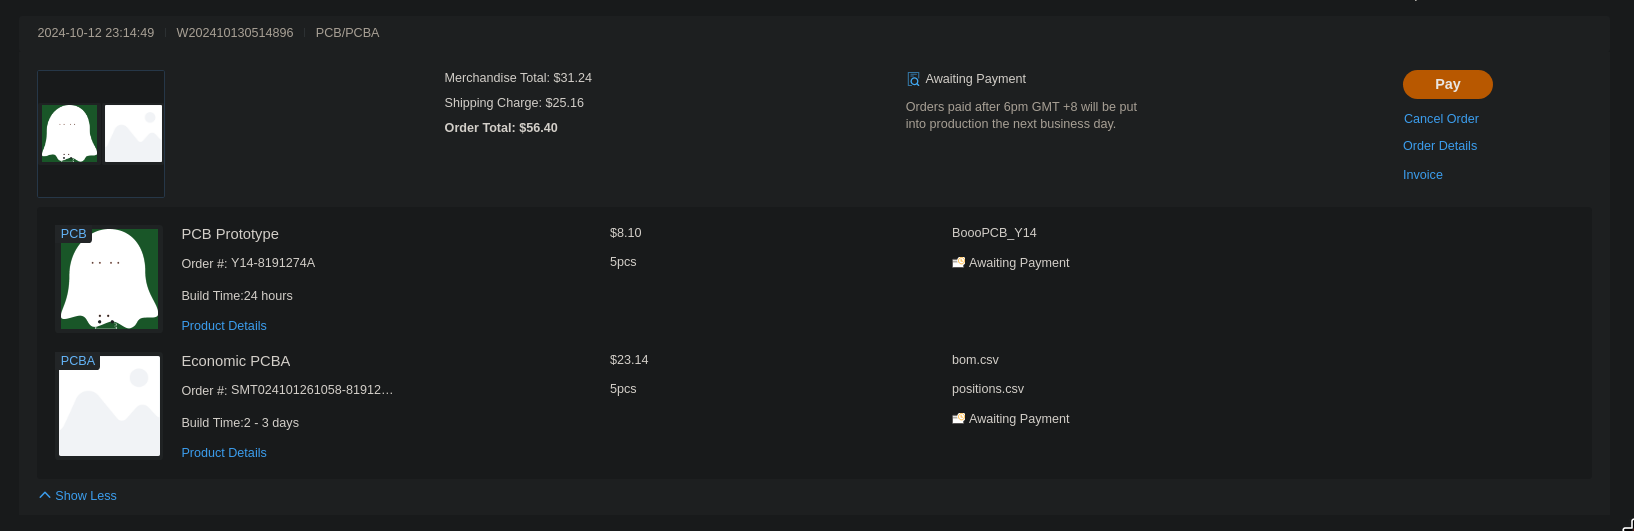 2024-10-12 23:14:49 W202410130514896 PCB/PCBA
Merchandise Total: $31.24
Shipping Charge: $25.16
Order Total: $56.40
Awaiting Payment
Orders paid after 6pm GMT +8 will be put
into production the next business day.
Pay
Cancel Order
Order Details
Invoice
PCB
PCB Prototype
Order #: Y14-8191274A
Build Time:24 hours
Product Details
$8.10
5pcs
BoooPCB_Y14
Awaiting Payment
PCBA
Economic PCBA
Order #: SMT024101261058-81912…
Build Time:2 - 3 days
Product Details
$23.14
5pcs
bom.csv
positions.csv
Awaiting Payment
Show Less